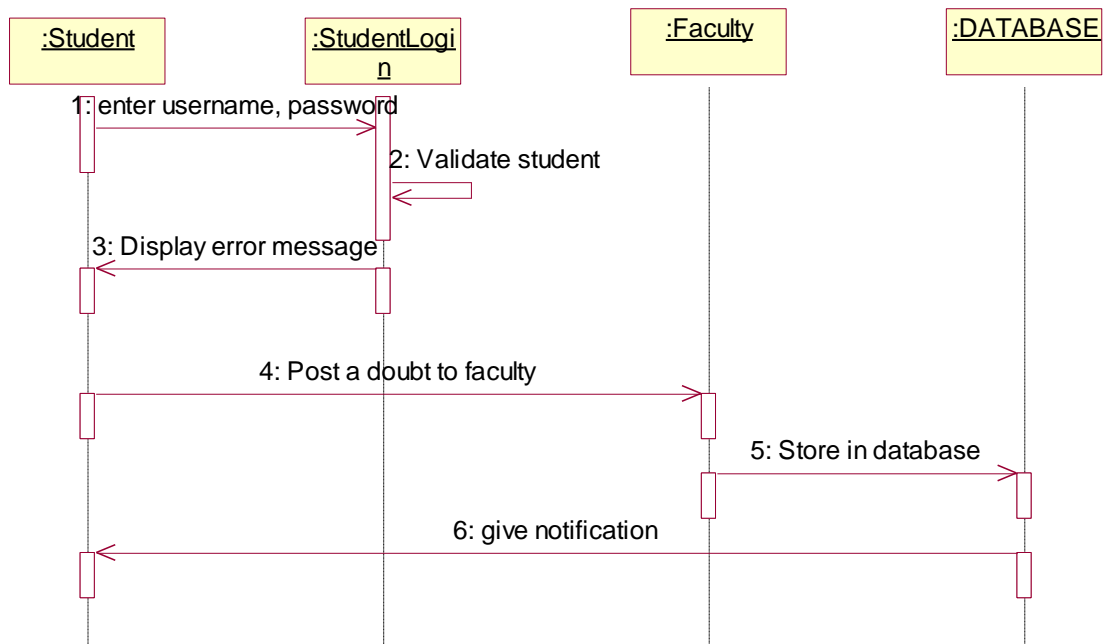 :Student
:StudentLogi
n
:Faculty
:DATABASE
1: enter username, password
2: Validate student
3: Display error message
4: Post a doubt to faculty
5: Store in database
6: give notification